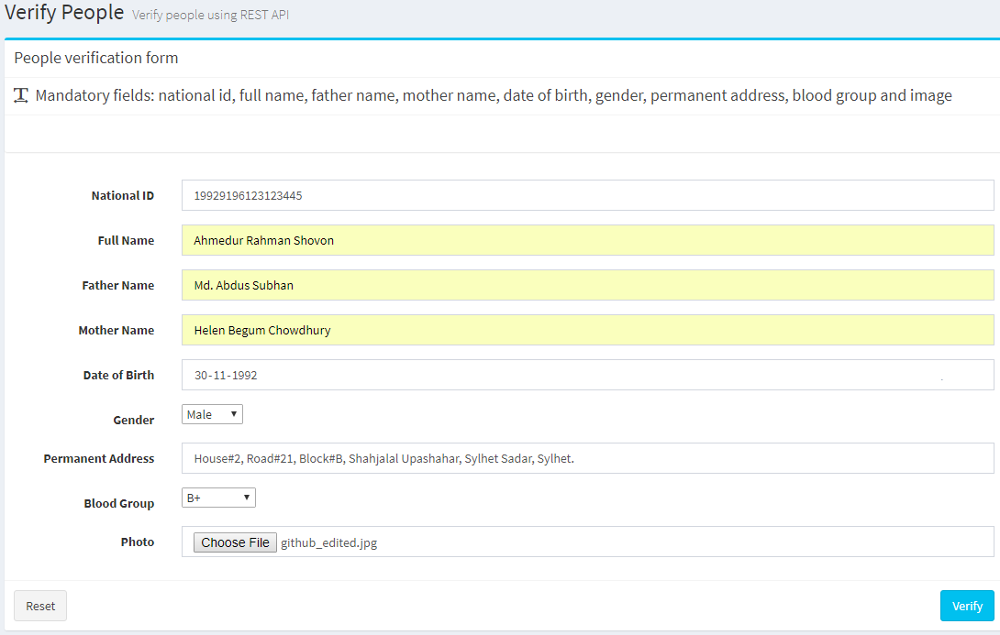 Verify People Verify people using REST API
People verification form
Mandatory fields: national id, full name, father name, mother name, date of birth, gender, permanent address, blood group and image
National ID 19929196123123445
Full Name Ahmedur Rahman Shovon
Father Name Md. Abdus Subhan
Mother Name Helen Begum Chowdhury
Date of Birth 30-11-1992
Gender Male
Permanent Address House#2, Road#21, Block#B, Shahjalal Upashahar, Sylhet Sadar, Sylhet.
Blood Group B+
Photo Choose File github_edited.jpg
Reset Verify